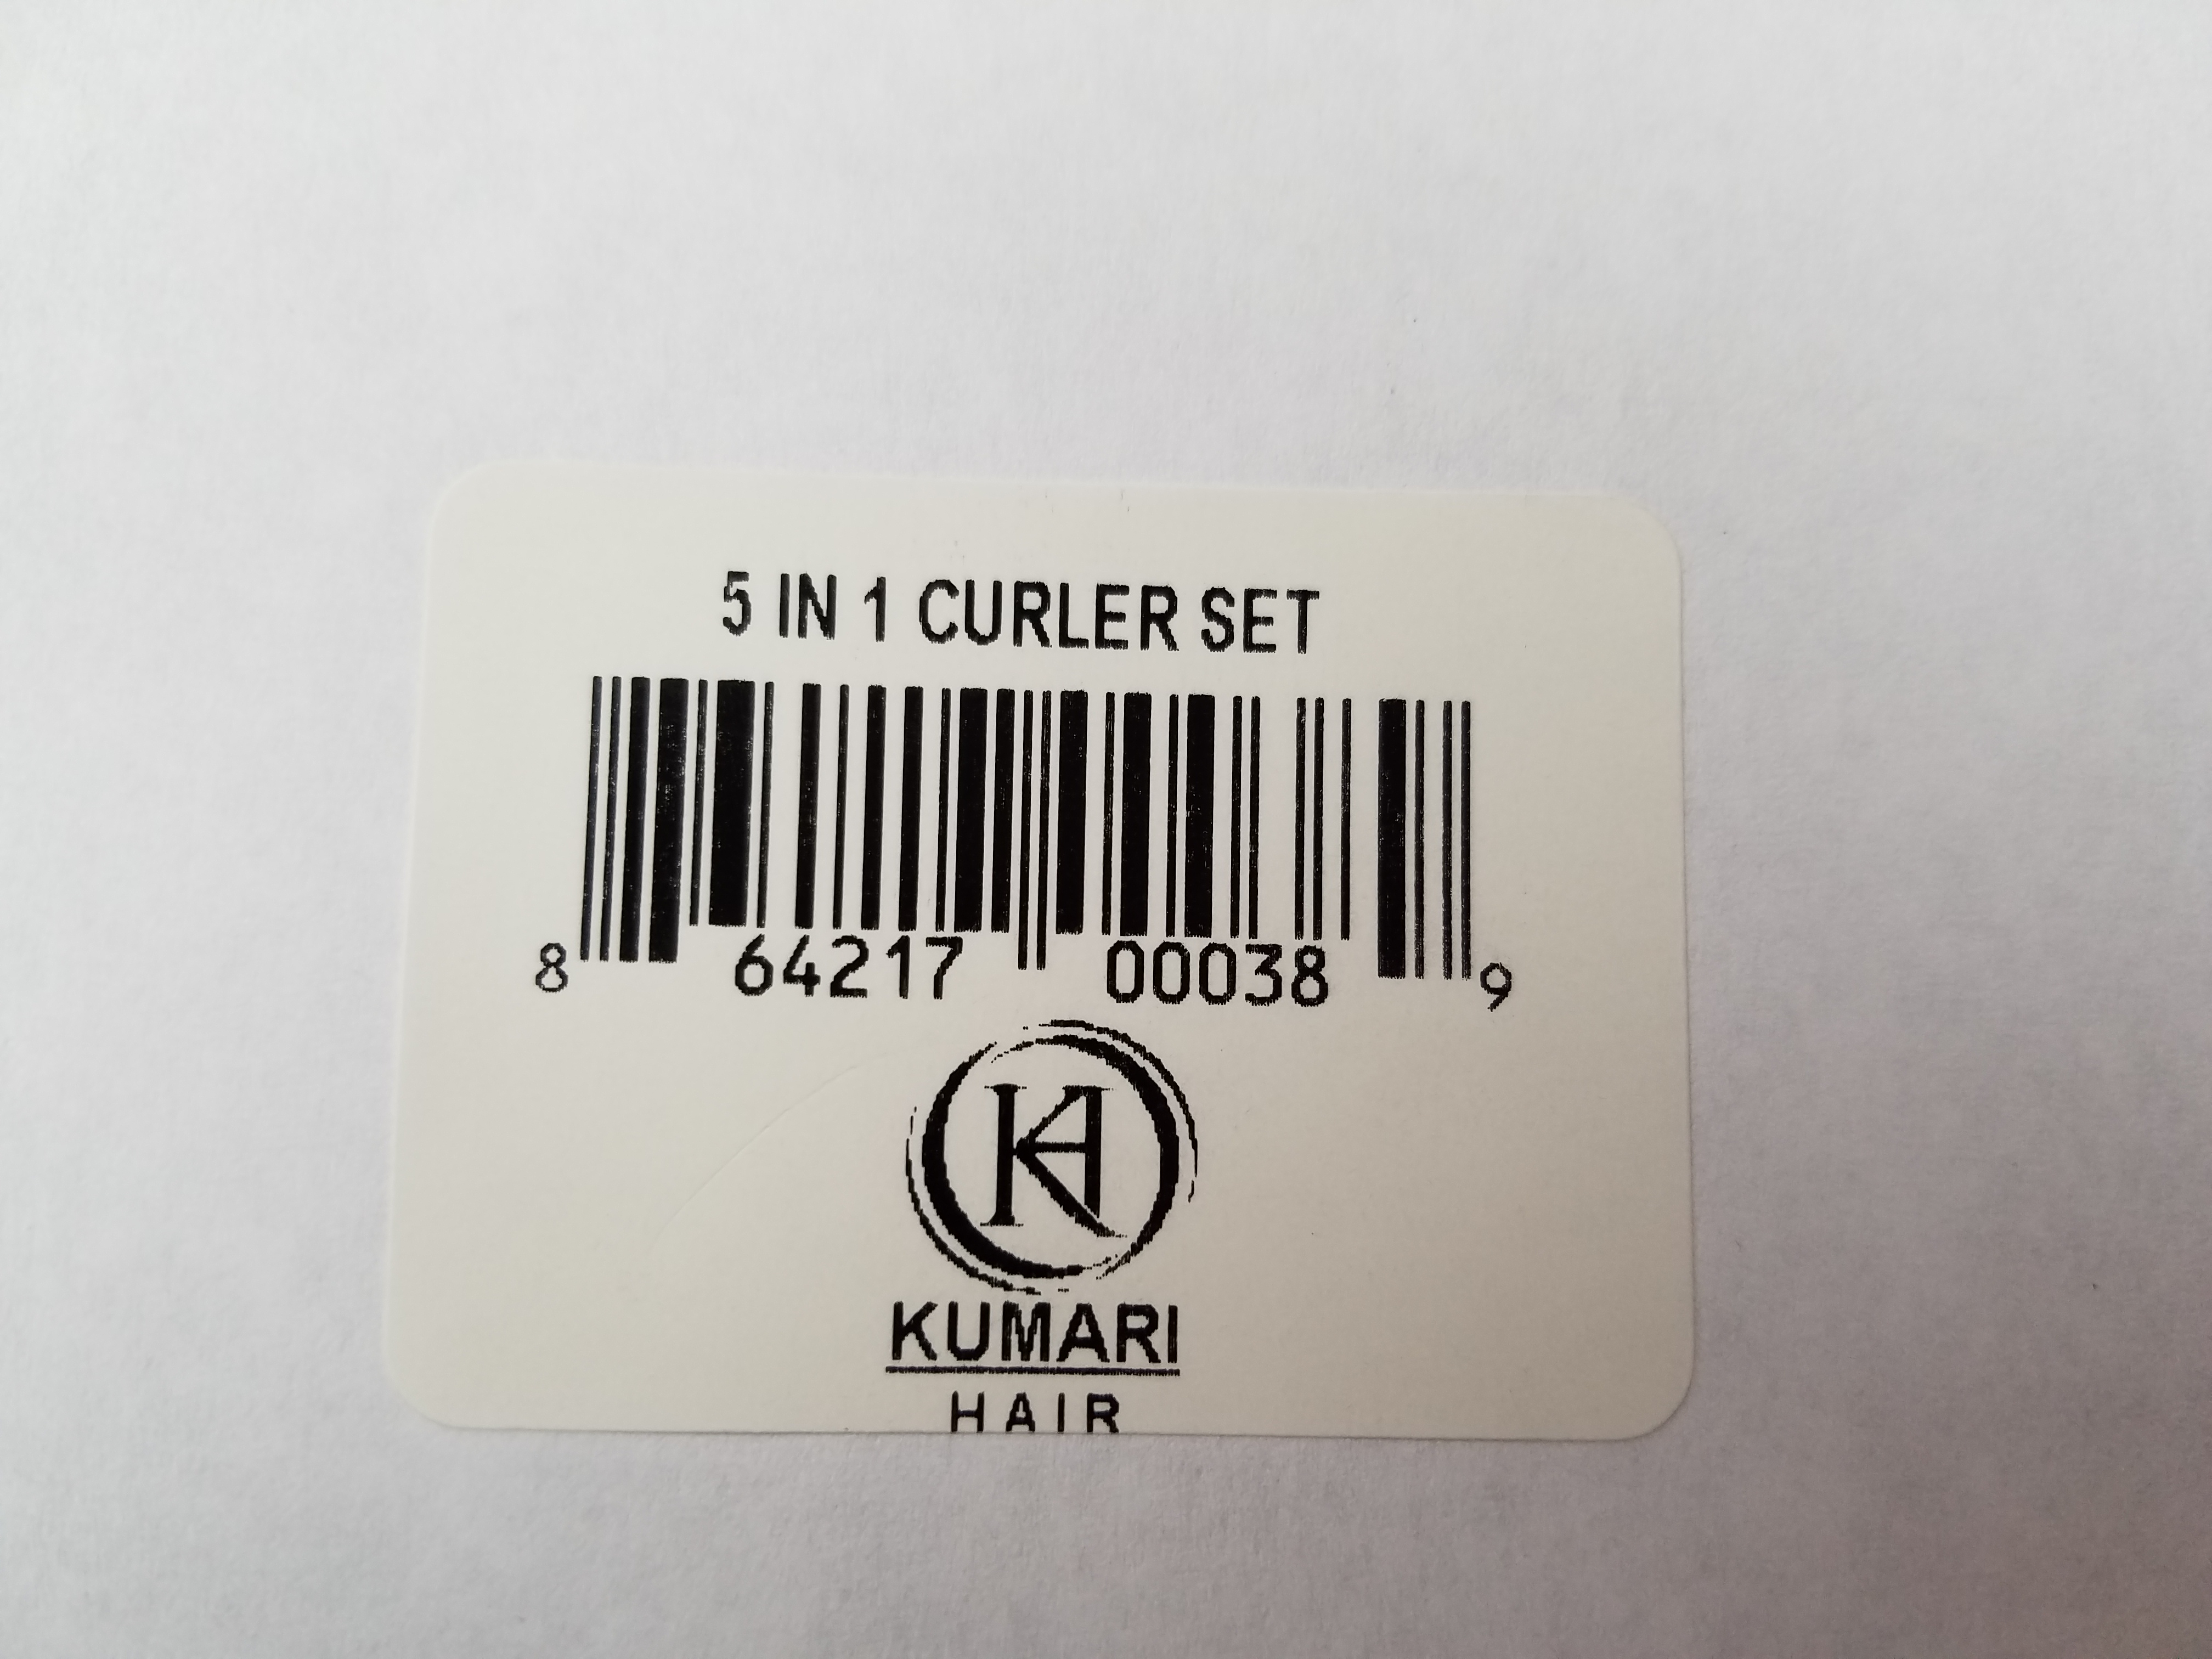 5 IN 1 CURLER SET
8 64217 00038 9
KH
KUMARI
HAIR